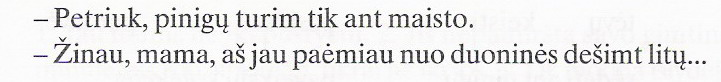 – Petriuk, pinigų turim tik ant maisto.
– Žinau, mama, aš jau paėmiau nuo duoninės dešimt litų...